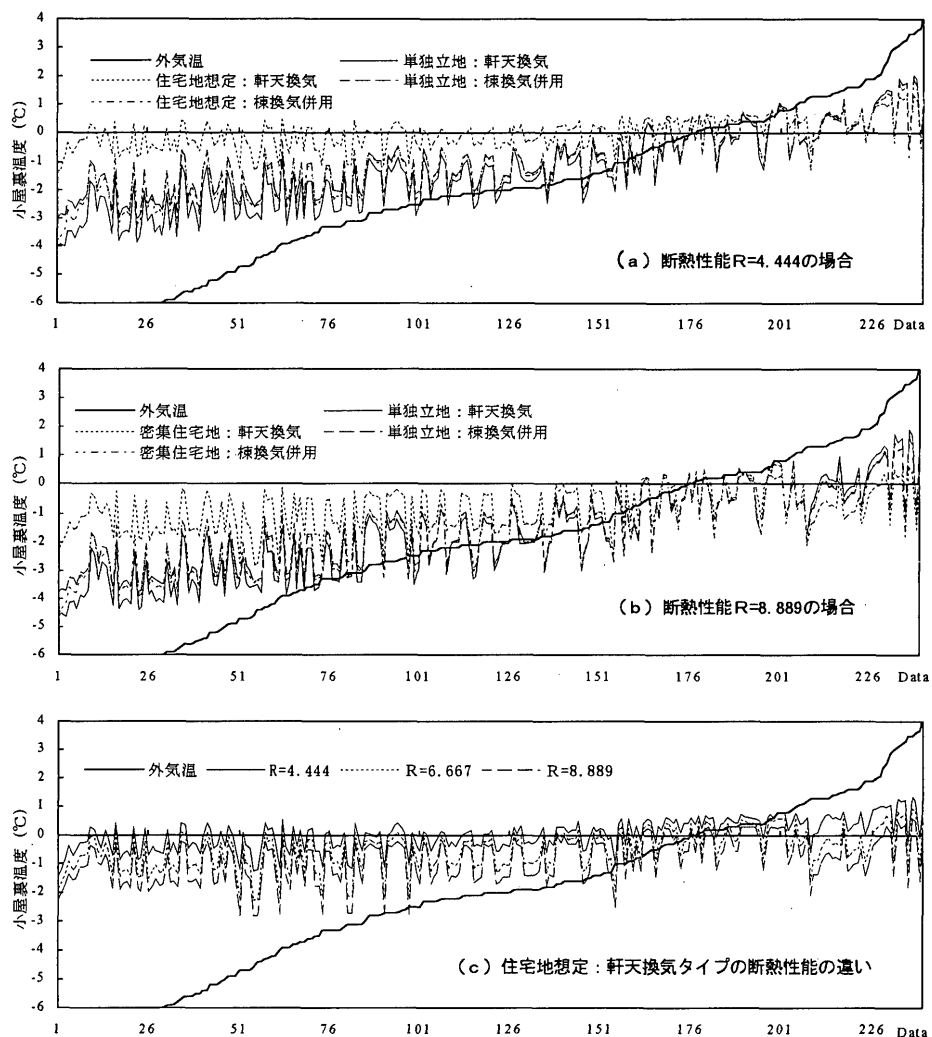 4
3
2
1
0
-1
-2
-3
-4
-5
-6
小屋裏温度 (℃)
外気温
単独立地：軒天換気
住宅地想定：軒天換気
単独立地：棟換気併用
住宅地想定：棟換気併用
(a) 断熱性能R=4.444の場合
1 26 51 76 101 126 151 176 201 226 Data
4
3
2
1
0
-1
-2
-3
-4
-5
-6
小屋裏温度 (℃)
外気温
単独立地：軒天換気
密集住宅地：軒天換気
単独立地：棟換気併用
密集住宅地：棟換気併用
(b) 断熱性能R=8.889の場合
1 26 51 76 101 126 151 176 201 226 Data
4
3
2
1
0
-1
-2
-3
-4
-5
-6
小屋裏温度 (℃)
外気温 R=4.444 R=6.667 R=8.889
(c) 住宅地想定：軒天換気タイプの断熱性能の違い
1 26 51 76 101 126 151 176 201 226 Data